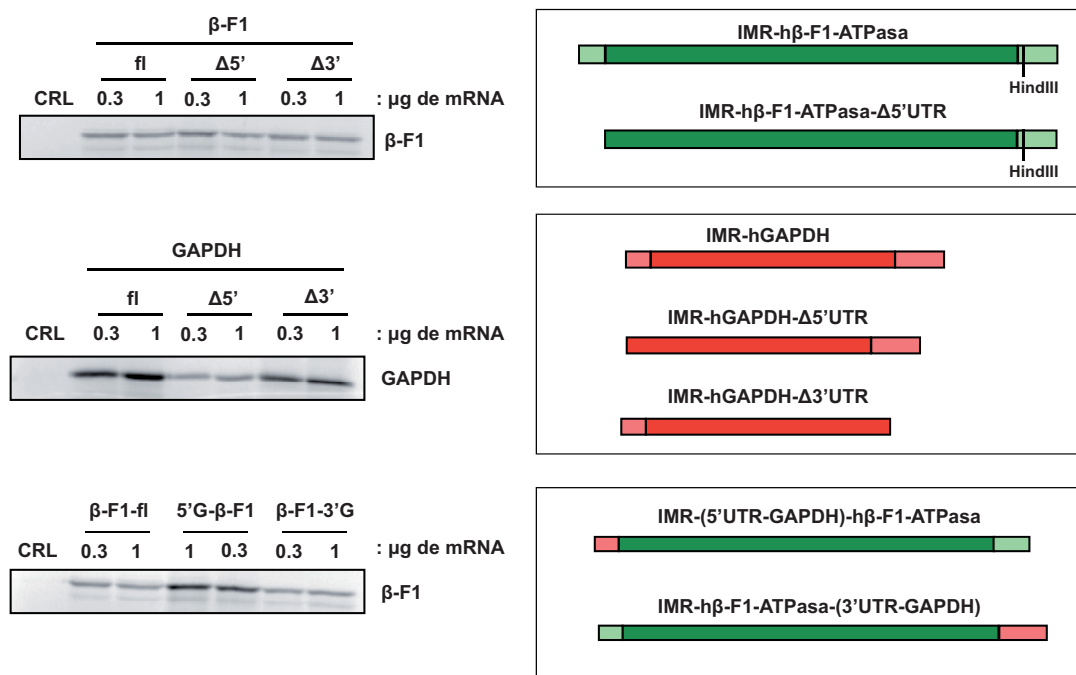 β-F1
fl Δ5' Δ3'
CRL 0.3 1 0.3 1 0.3 1 : µg de mRNA
β-F1
IMR-hβ-F1-ATPasa
HindIII
IMR-hβ-F1-ATPasa-Δ5'UTR
HindIII
GAPDH
fl Δ5' Δ3'
CRL 0.3 1 0.3 1 0.3 1 : µg de mRNA
GAPDH
IMR-hGAPDH
IMR-hGAPDH-Δ5'UTR
IMR-hGAPDH-Δ3'UTR
β-F1-fl 5'G-β-F1 β-F1-3'G
CRL 0.3 1 1 0.3 0.3 1 : µg de mRNA
β-F1
IMR-(5'UTR-GAPDH)-hβ-F1-ATPasa
IMR-hβ-F1-ATPasa-(3'UTR-GAPDH)